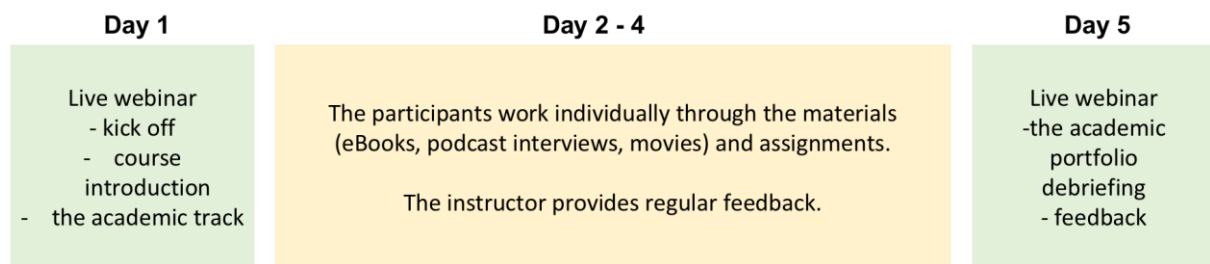 Day 1
Live webinar
- kick off
- course
introduction
- the academic track
Day 2 - 4
The participants work individually through the materials
(eBooks, podcast interviews, movies) and assignments.
The instructor provides regular feedback.
Day 5
Live webinar
-the academic
portfolio
debriefing
- feedback